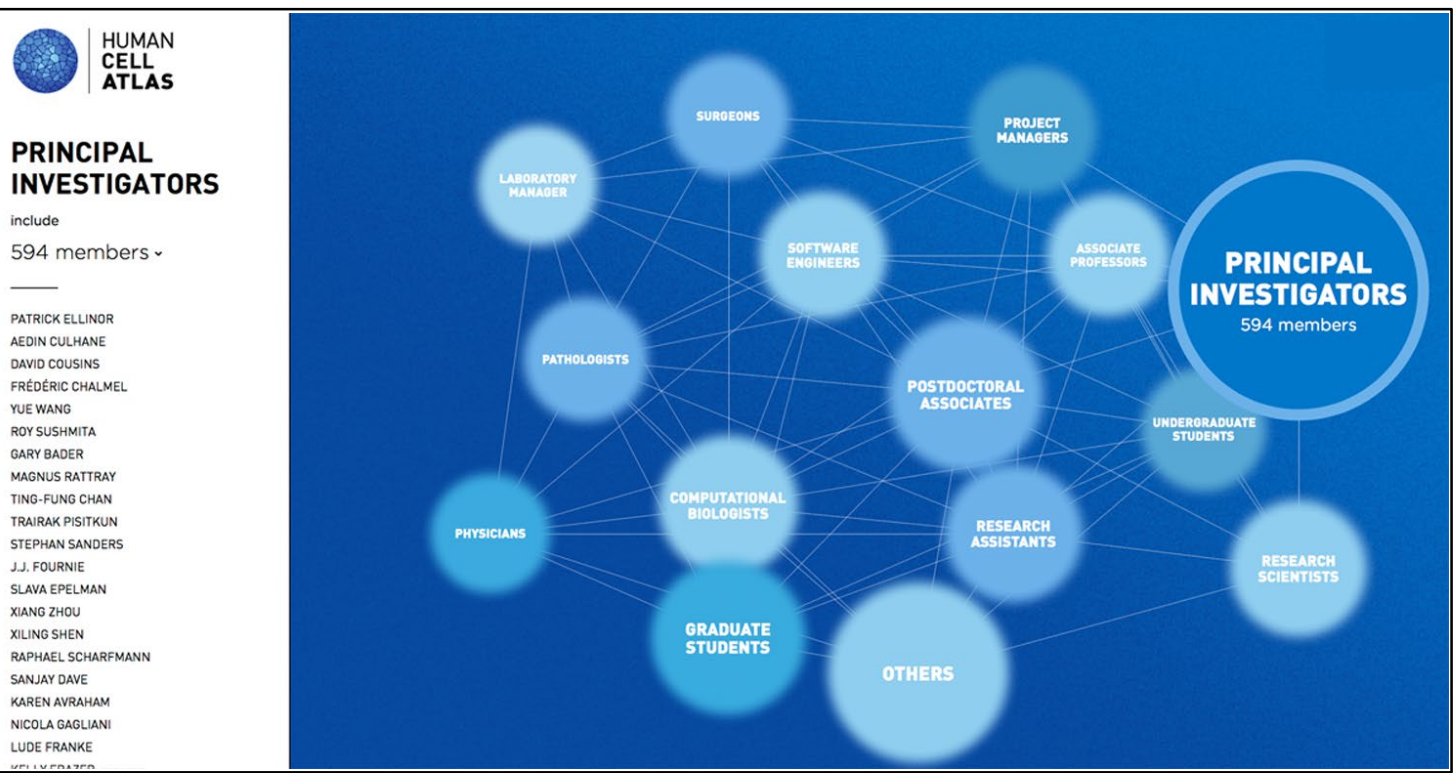 HUMAN
CELL
ATLAS
PRINCIPAL
INVESTIGATORS
include
594 members
PATRICK ELLINOR
AEDIN CULHANE
DAVID COUSINS
FRÉDÉRIC CHALMEL
YUE WANG
ROY SUSHMITA
GARY BADER
MAGNUS RATTRAY
TING-FUNG CHAN
TRAIRAK PISITKUN
STEPHAN SANDERS
J.J. FOURNIE
SLAVA EPELMAN
XIANG ZHOU
XILING SHEN
RAPHAEL SCHARFMANN
SANJAY DAVE
KAREN AVRAHAM
NICOLA GAGLIANI
LUDE FRANKE
SURGEONS
PROJECT
MANAGERS
LABORATORY
MANAGER
SOFTWARE
ENGINEERS
ASSOCIATE
PROFESSORS
PRINCIPAL
INVESTIGATORS
594 members
PATHOLOGISTS
POSTDOCTORAL
ASSOCIATES
UNDERGRADUATE
STUDENTS
PHYSICIANS
COMPUTATIONAL
BIOLOGISTS
RESEARCH
ASSISTANTS
RESEARCH
SCIENTISTS
GRADUATE
STUDENTS
OTHERS